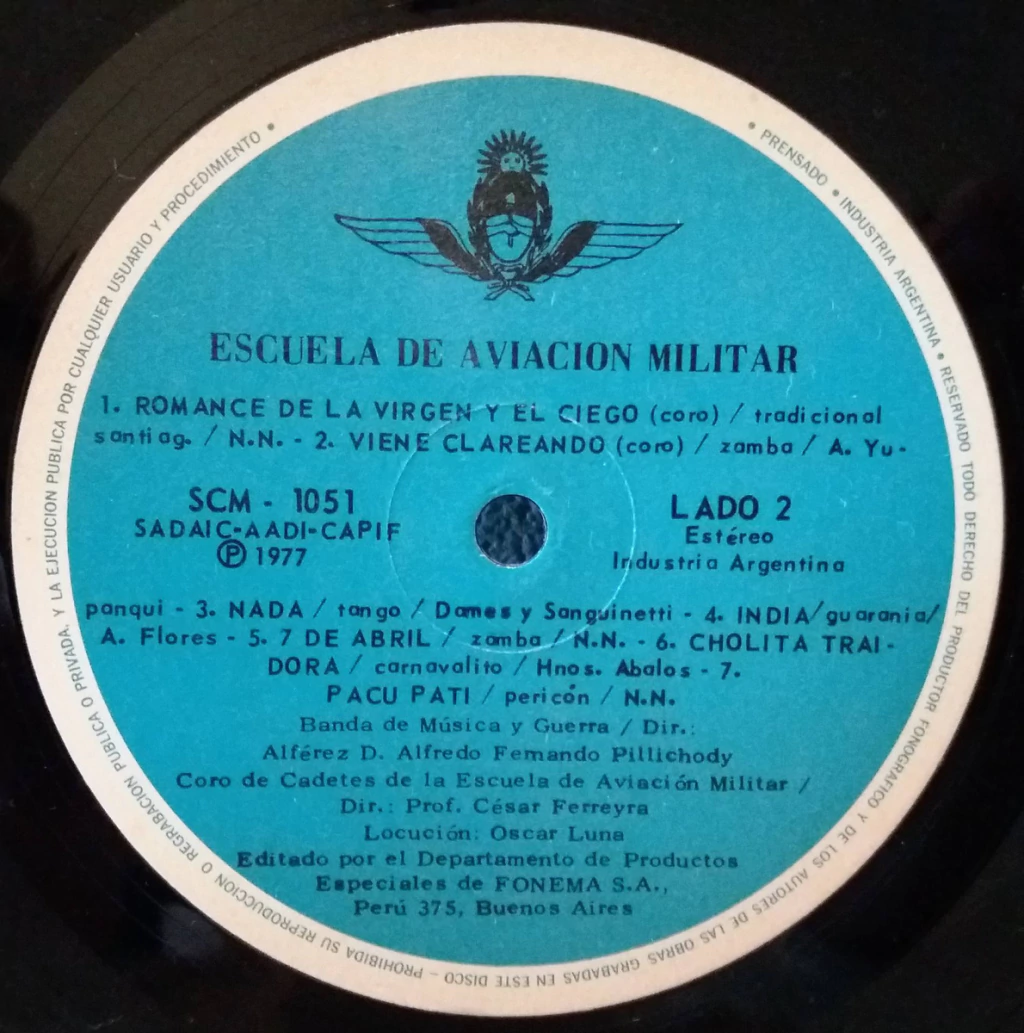 ESCUELA DE AVIACION MILITAR
1. ROMANCE DE LA VIRGEN Y EL CIEGO (coro) / tradicional
santiag. / N.N. - 2. VIENE CLAREANDO (coro) / zamba / A. Yu-
SCM - 1051
SADAIC-AADI-CAPIF
Ⓟ 1977
LADO 2
Estéreo
Industria Argentina
panqui - 3. NADA / tango / Dames y Sanguinetti - 4. INDIA/guarania/
A. Flores - 5. 7 DE ABRIL / zamba / N.N. - 6. CHOLITA TRAI-
DORA / carnavalito / Hnos. Abalos - 7.
PACU PATI / pericón / N.N.
Banda de Música y Guerra / Dir.:
Alférez D. Alfredo Fernando Pillichody
Coro de Cadetes de la Escuela de Aviación Militar /
Dir.: Prof. César Ferreyra
Locución: Oscar Luna
Editado por el Departamento de Productos
Especiales de FONEMA S.A.,
Perú 375, Buenos Aires
• PRENSADO • INDUSTRIA ARGENTINA • RESERVADO TODO DERECHO DEL PRODUCTOR FONOGRAFICO Y DE LOS AUTORES DE LAS OBRAS GRABADAS EN ESTE DISCO – PROHIBIDA SU REPRODUCCION O REGRABACION PUBLICA O PRIVADA, Y LA EJECUCION PUBLICA POR CUALQUIER USUARIO Y PROCEDIMIENTO •